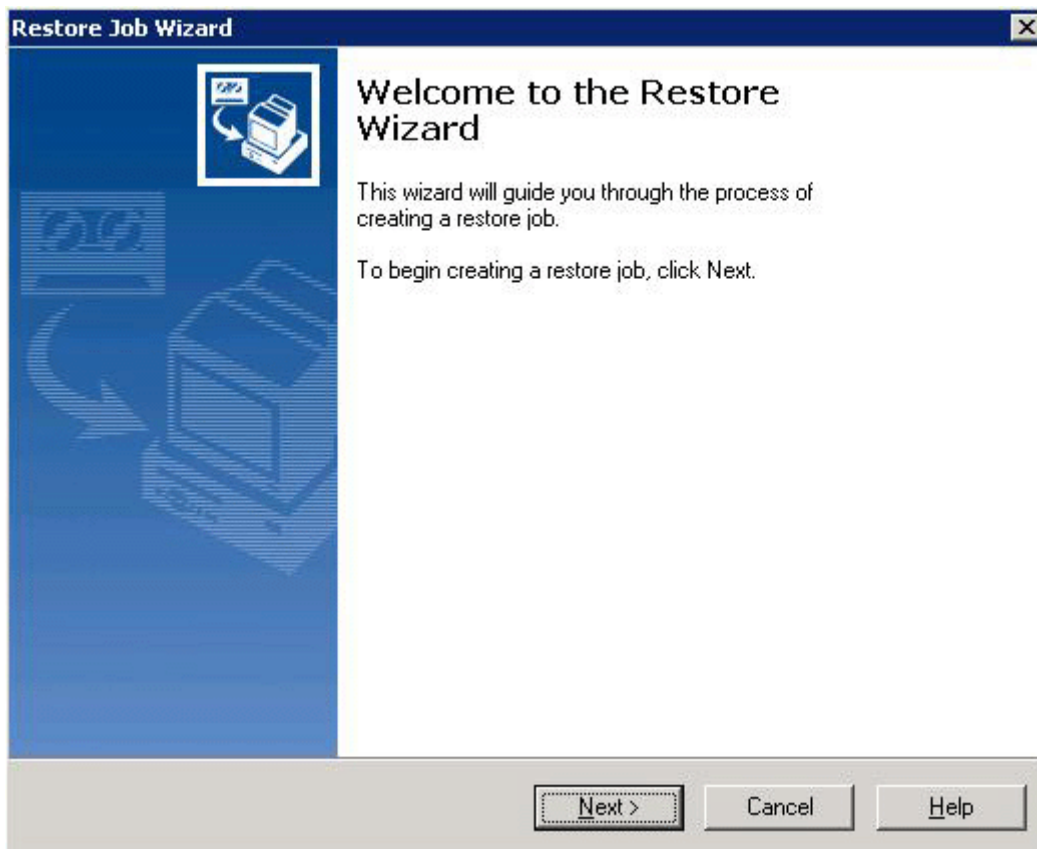 Restore Job Wizard
Welcome to the Restore
Wizard
This wizard will guide you through the process of
creating a restore job.
To begin creating a restore job, click Next.
Next >
Cancel
Help